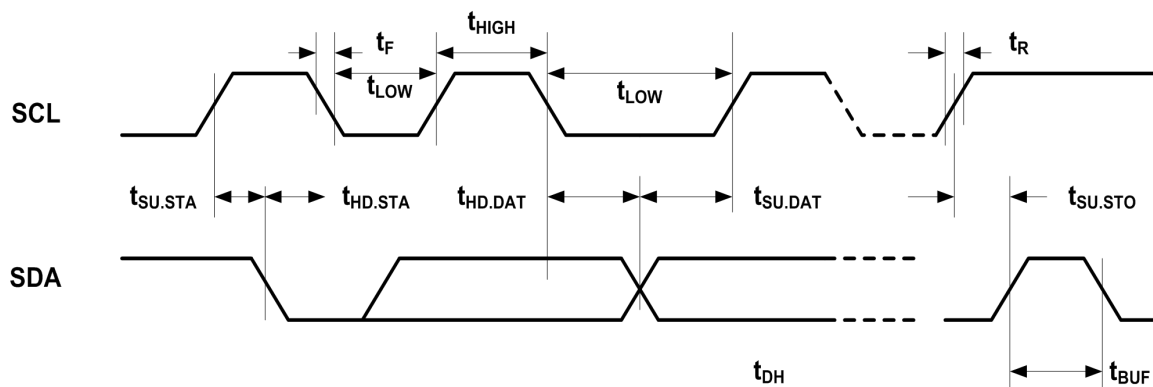 tF
tHIGH
tR
tLOW
tLOW
SCL
tSU.STA
tHD.STA
tHD.DAT
tSU.DAT
tSU.STO
SDA
tDH
tBUF